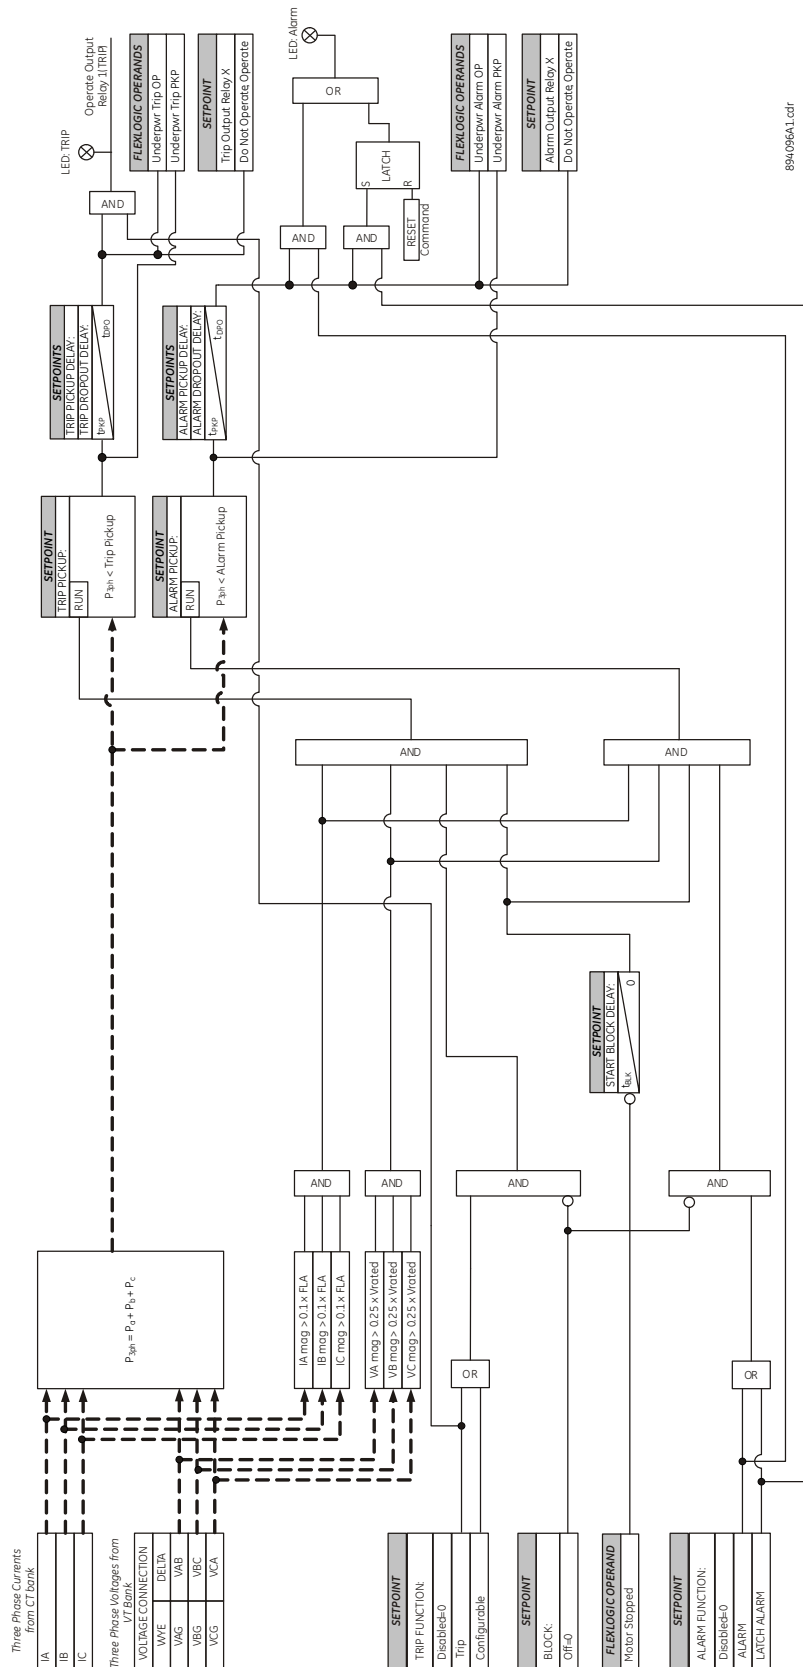 Operate Output
Relay 1(TRIP)
LED: TRIP
AND
FLEXLOGIC OPERANDS
Underpwr Trip OP
Underpwr Trip PKP
SETPOINT
Trip Output Relay X
Do Not Operate, Operate
LED: Alarm
OR
LATCH
S
R
RESET
Command
AND
AND
FLEXLOGIC OPERANDS
Underpwr Alarm OP
Underpwr Alarm PKP
SETPOINT
Alarm Output Relay X
Do Not Operate, Operate
894096A1.cdr
SETPOINTS
TRIP PICKUP DELAY:
TRIP DROPOUT DELAY:
tPKP
tDPO
SETPOINTS
ALARM PICKUP DELAY:
ALARM DROPOUT DELAY:
tPKP
tDPO
SETPOINT
TRIP PICKUP:
RUN
P3ph < Trip Pickup
SETPOINT
ALARM PICKUP:
RUN
P3ph < ALarm Pickup
AND
AND
SETPOINT
START BLOCK DELAY:
tBLK
0
P3ph = Pa + Pb + Pc
AND
AND
AND
AND
IA mag > 0.1 x FLA
IB mag > 0.1 x FLA
IC mag > 0.1 x FLA
VA mag > 0.25 x Vrated
VB mag > 0.25 x Vrated
VC mag > 0.25 x Vrated
OR
OR
Three Phase Currents
from CT bank
IA
IB
IC
Three Phase Voltages from
VT Bank
VOLTAGE CONNECTION
WYE DELTA
VAG VAB
VBG VBC
VCG VCA
SETPOINT
TRIP FUNCTION:
Disabled=0
Trip
Configurable
SETPOINT
BLOCK:
Off=0
FLEXLOGIC OPERAND
Motor Stopped
SETPOINT
ALARM FUNCTION:
Disabled=0
ALARM
LATCH ALARM